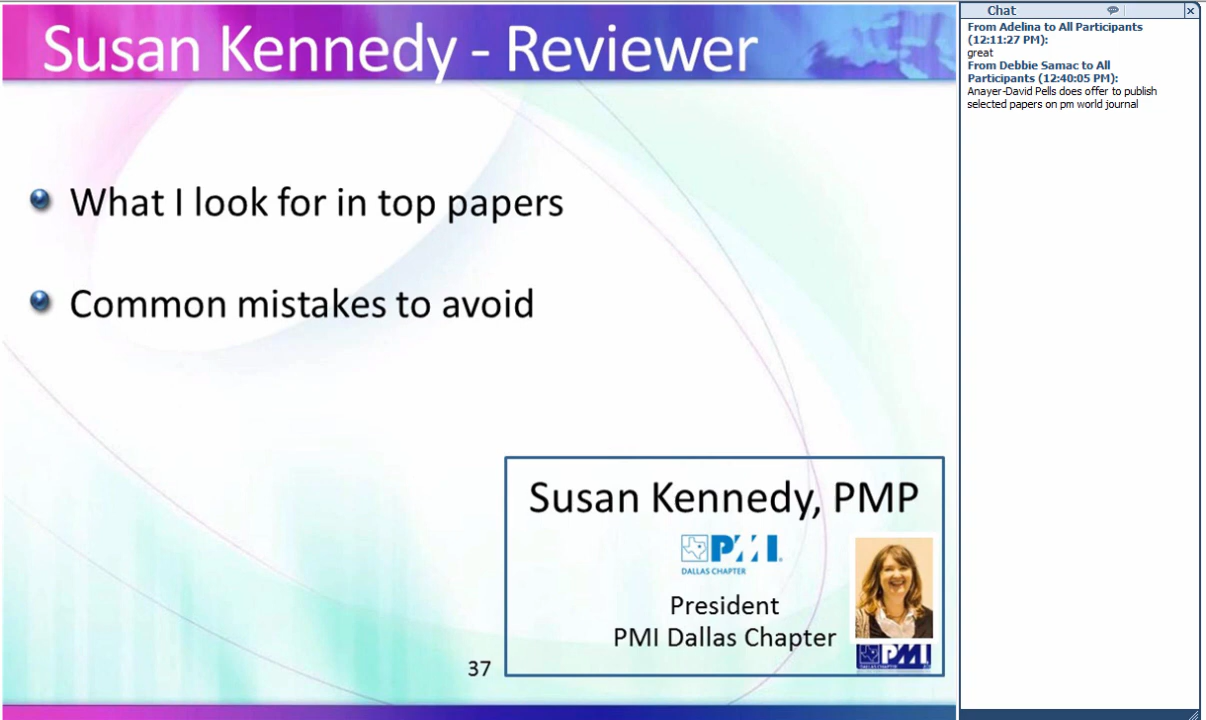 Susan Kennedy - Reviewer
What I look for in top papers
Common mistakes to avoid
Susan Kennedy, PMP
PMI
DALLAS CHAPTER
President
PMI Dallas Chapter
PMI
DALLAS CHAPTER
37
Chat
From Adelina to All Participants
(12:11:27 PM):
great
From Debbie Samac to All
Participants (12:40:05 PM):
Anayer-David Pells does offer to publish
selected papers on pm world journal